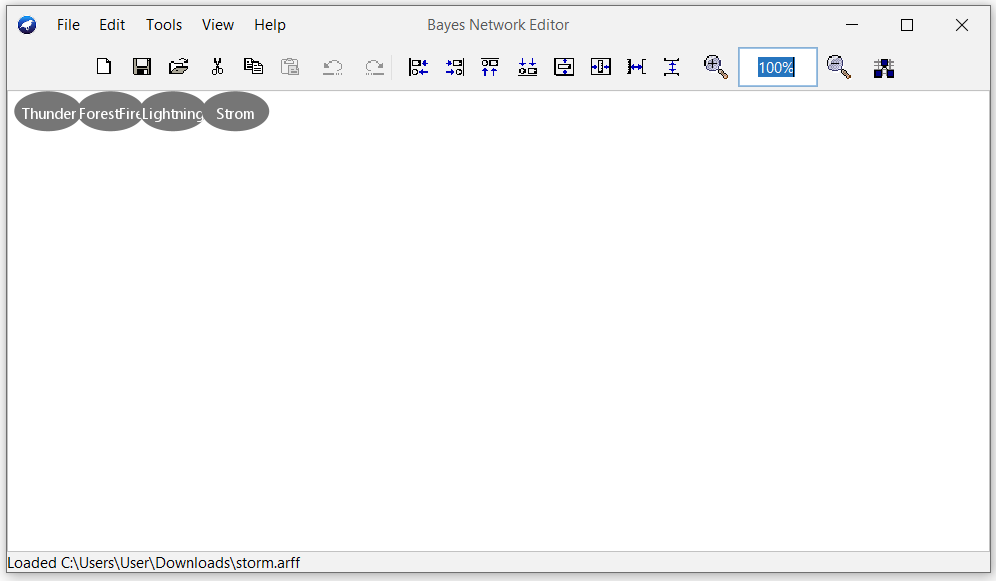 File Edit Tools View Help Bayes Network Editor
100%
Thunder ForestFire Lightning Strom
Loaded C:\Users\User\Downloads\storm.arff